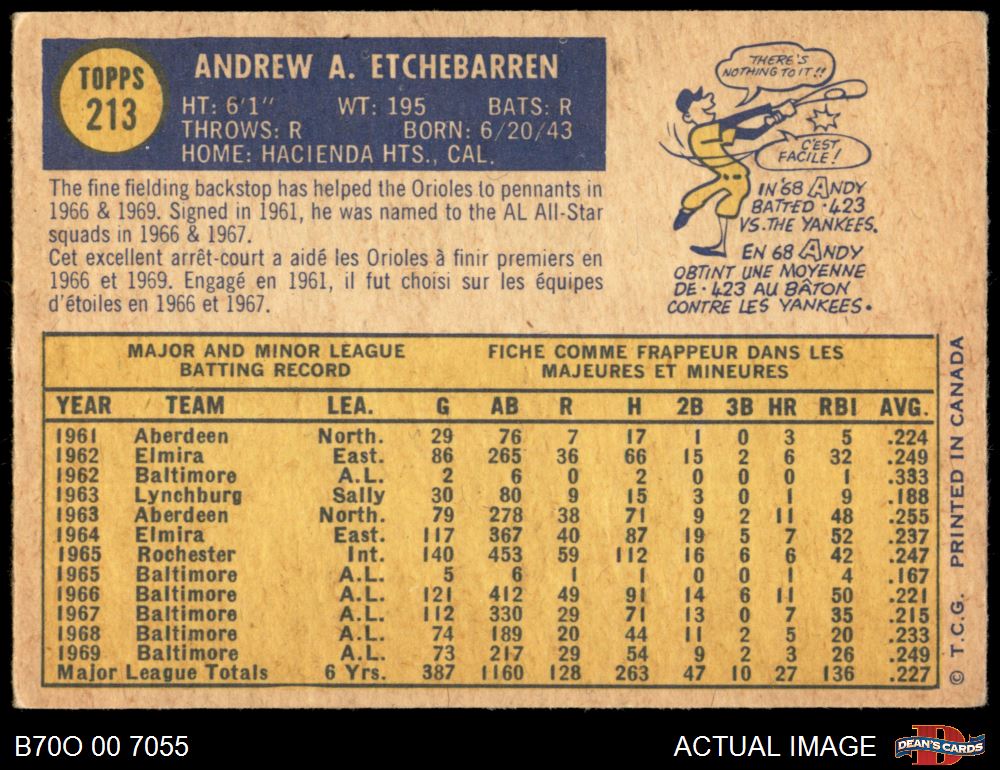 TOPPS
213
ANDREW A. ETCHEBARREN
HT: 6'1" WT: 195 BATS: R
THROWS: R BORN: 6/20/43
HOME: HACIENDA HTS., CAL.
The fine fielding backstop has helped the Orioles to pennants in
1966 & 1969. Signed in 1961, he was named to the AL All-Star
squads in 1966 & 1967.
Cet excellent arrêt-court a aidé les Orioles à finir premiers en
1966 et 1969. Engagé en 1961, il fut choisi sur les équipes
d'étoiles en 1966 et 1967.
THERE'S
NOTHING TO IT!!
C'EST
FACILE!
IN '68 ANDY
BATTED .423
VS. THE YANKEES.
EN 68 ANDY
OBTINT UNE MOYENNE
DE .423 AU BÂTON
CONTRE LES YANKEES.
MAJOR AND MINOR LEAGUE
BATTING RECORD
FICHE COMME FRAPPEUR DANS LES
MAJEURES ET MINEURES
YEAR TEAM LEA. G AB R H 2B 3B HR RBI AVG.
1961 Aberdeen North. 29 76 7 17 1 0 3 5 .224
1962 Elmira East. 86 265 36 66 15 2 6 32 .249
1962 Baltimore A.L. 2 6 0 2 0 0 0 1 .333
1963 Lynchburg Sally 30 80 9 15 3 0 1 9 .188
1963 Aberdeen North. 79 278 38 71 9 2 11 48 .255
1964 Elmira East. 117 367 40 87 19 5 7 52 .237
1965 Rochester Int. 140 453 59 112 16 6 6 42 .247
1965 Baltimore A.L. 5 6 1 1 0 0 1 4 .167
1966 Baltimore A.L. 121 412 49 91 14 6 11 50 .221
1967 Baltimore A.L. 112 330 29 71 13 0 7 35 .215
1968 Baltimore A.L. 74 189 20 44 11 2 5 20 .233
1969 Baltimore A.L. 73 217 29 54 9 2 3 26 .249
Major League Totals 6 Yrs. 387 1160 128 263 47 10 27 136 .227
© T.C.G. PRINTED IN CANADA
B70O 00 7055
ACTUAL IMAGE
D
DEAN'S CARDS